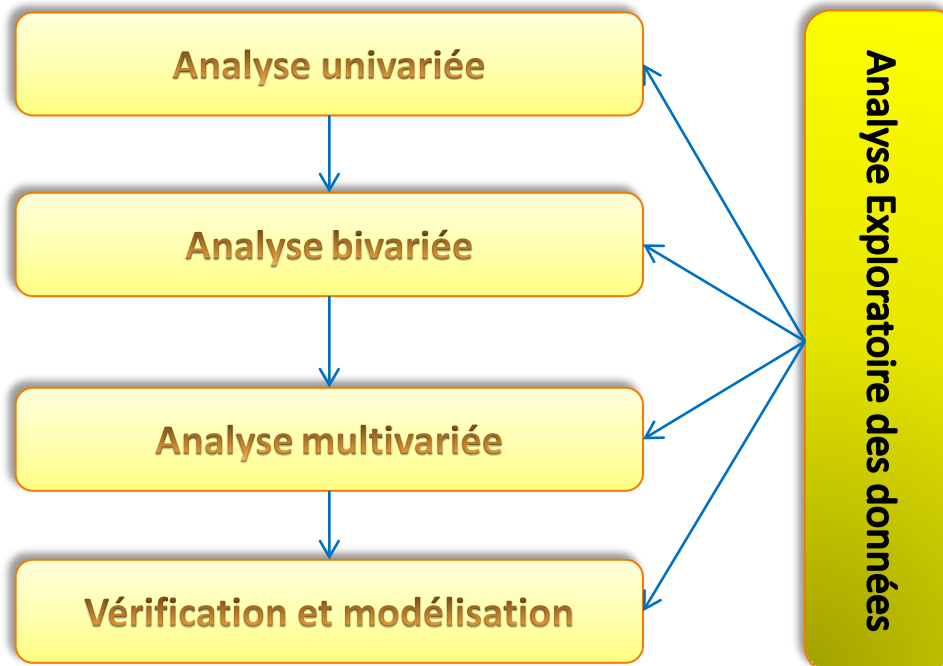 Analyse univariée
Analyse bivariée
Analyse multivariée
Vérification et modélisation
Analyse Exploratoire des données